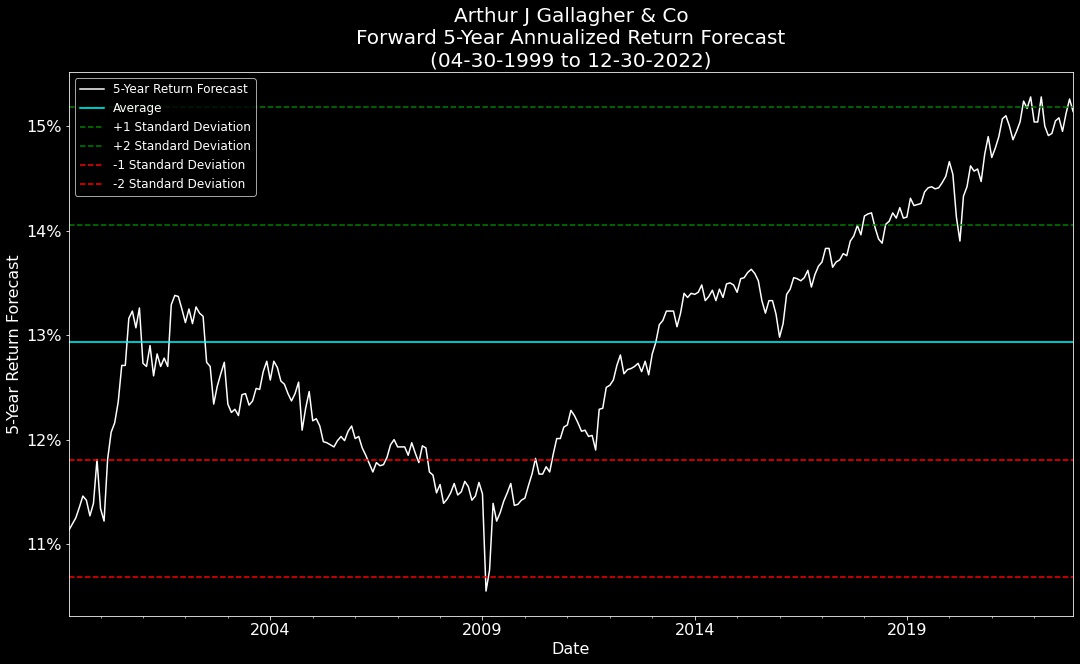 Arthur J Gallagher & Co
Forward 5-Year Annualized Return Forecast
(04-30-1999 to 12-30-2022)
5-Year Return Forecast
Average
+1 Standard Deviation
+2 Standard Deviation
-1 Standard Deviation
-2 Standard Deviation
15%
14%
13%
12%
11%
5-Year Return Forecast
2004
2009
2014
2019
Date